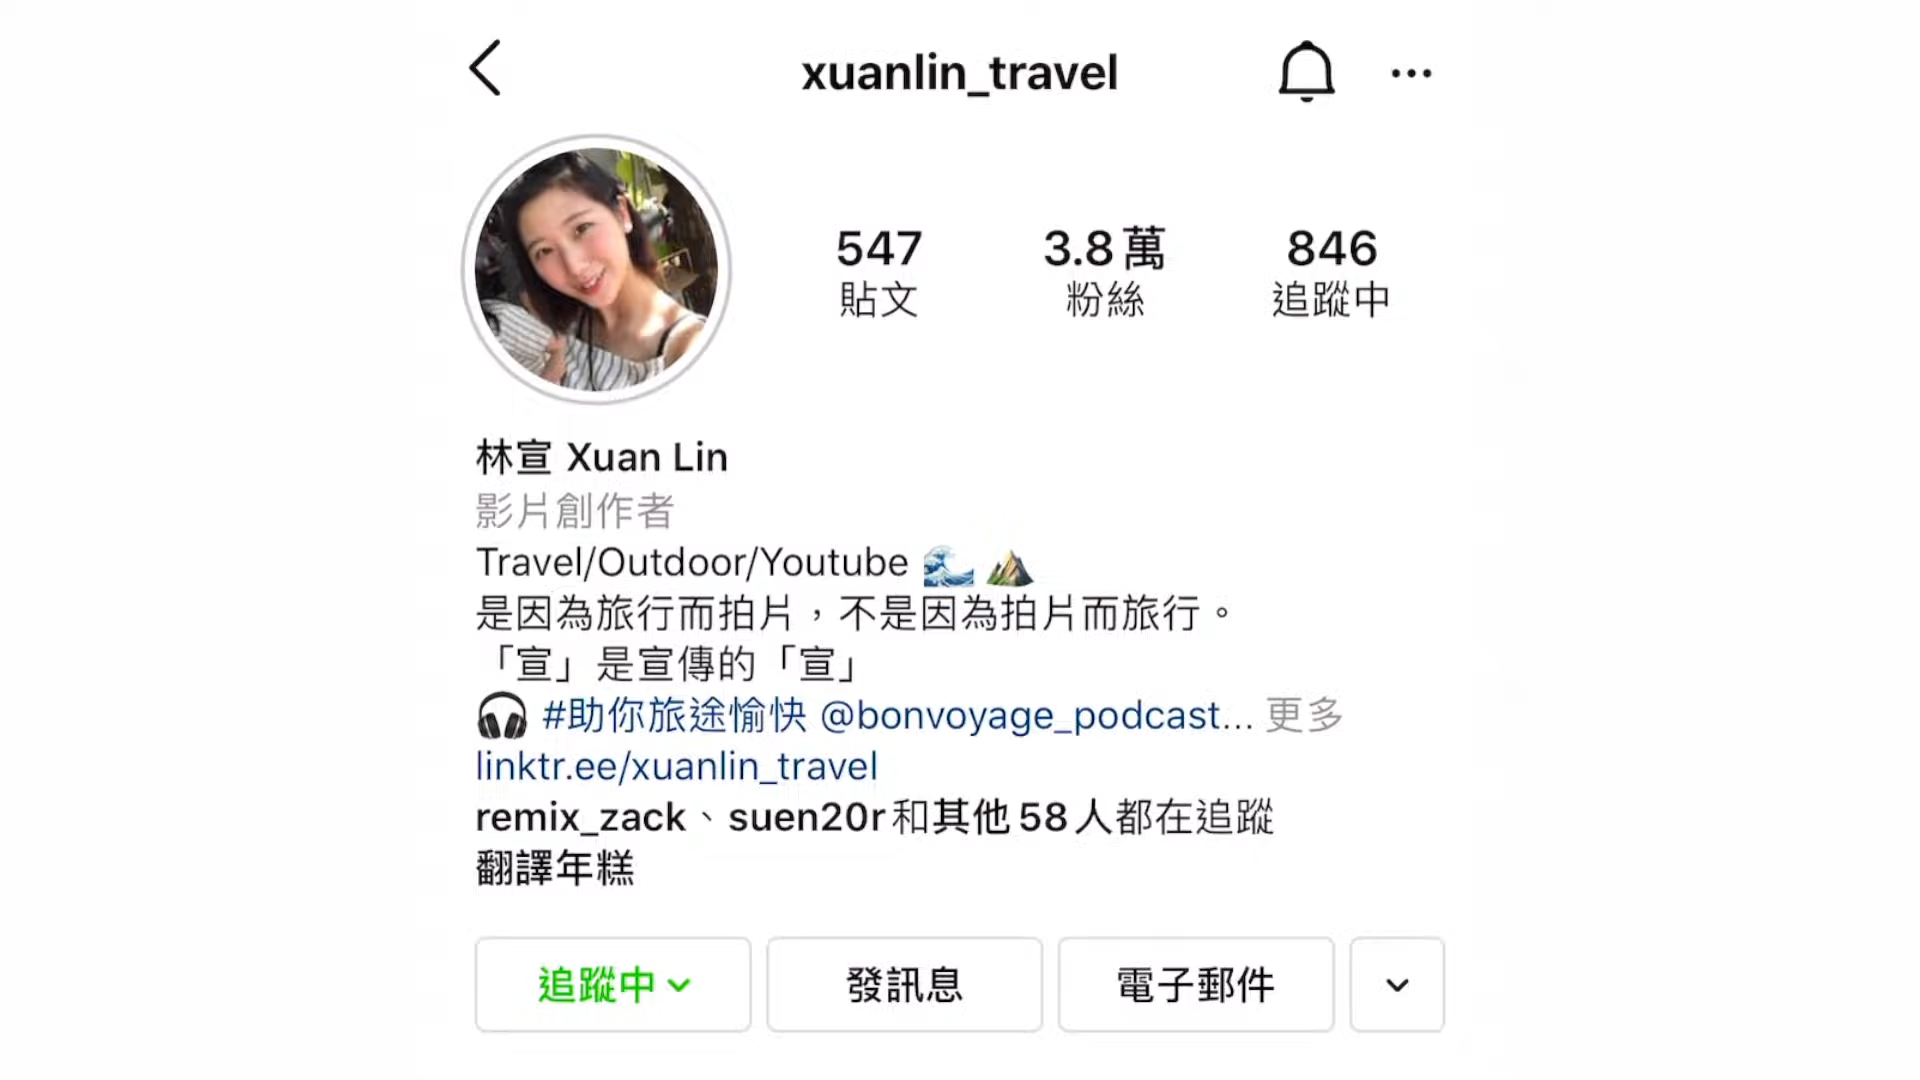 xuanlin_travel
547 3.8萬 846
貼文 粉絲 追蹤中
林宣 Xuan Lin
影片創作者
Travel/Outdoor/Youtube 🌊 ⛰️
是因為旅行而拍片，不是因為拍片而旅行。
「宣」是宣傳的「宣」
🎧 #助你旅途愉快 @bonvoyage_podcast... 更多
linktr.ee/xuanlin_travel
remix_zack、suen20r和其他 58 人都在追蹤
翻譯年糕
追蹤中 發訊息 電子郵件